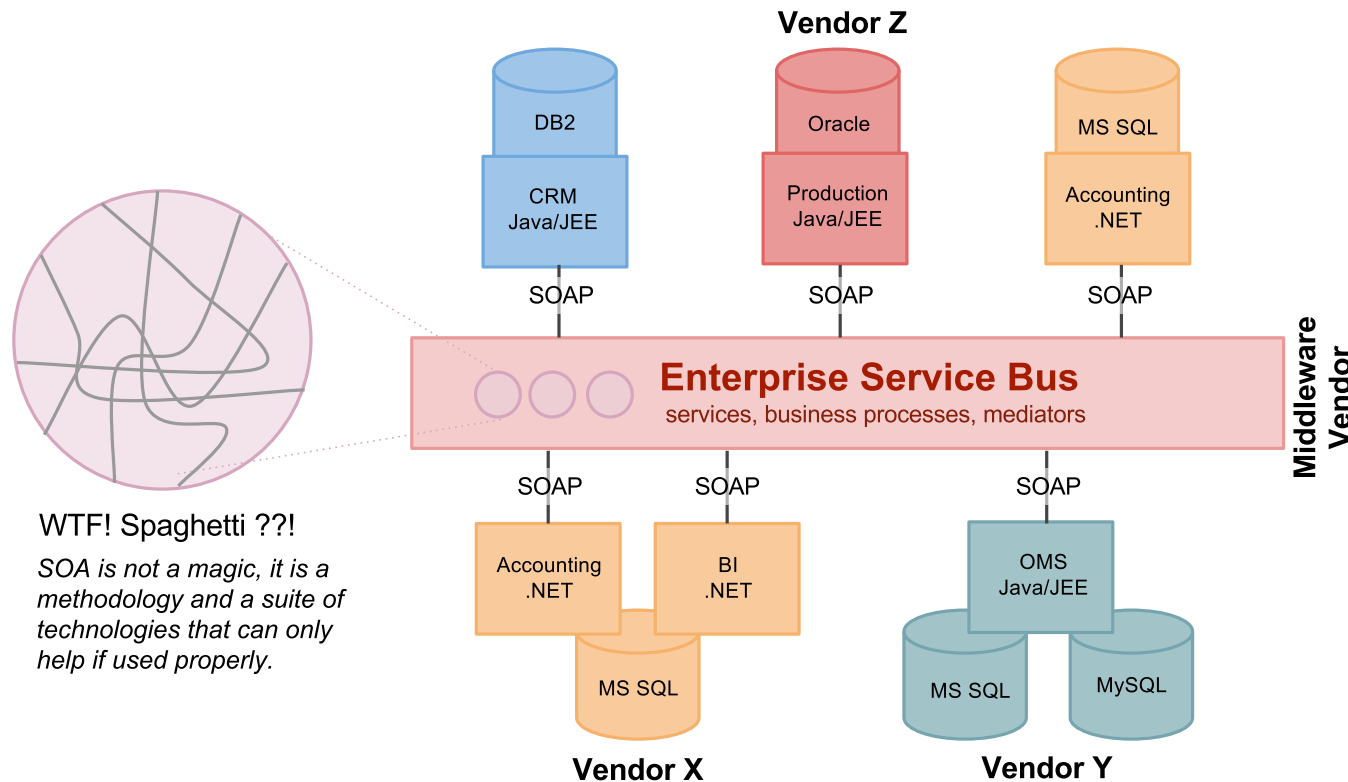 Vendor Z
DB2
Oracle
MS SQL
CRM
Java/JEE
Production
Java/JEE
Accounting
.NET
SOAP
SOAP
SOAP
Enterprise Service Bus
services, business processes, mediators
Middleware
Vendor
SOAP
SOAP
SOAP
WTF! Spaghetti ??!
SOA is not a magic, it is a
methodology and a suite of
technologies that can only
help if used properly.
Accounting
.NET
BI
.NET
OMS
Java/JEE
MS SQL
MS SQL
MySQL
Vendor X
Vendor Y